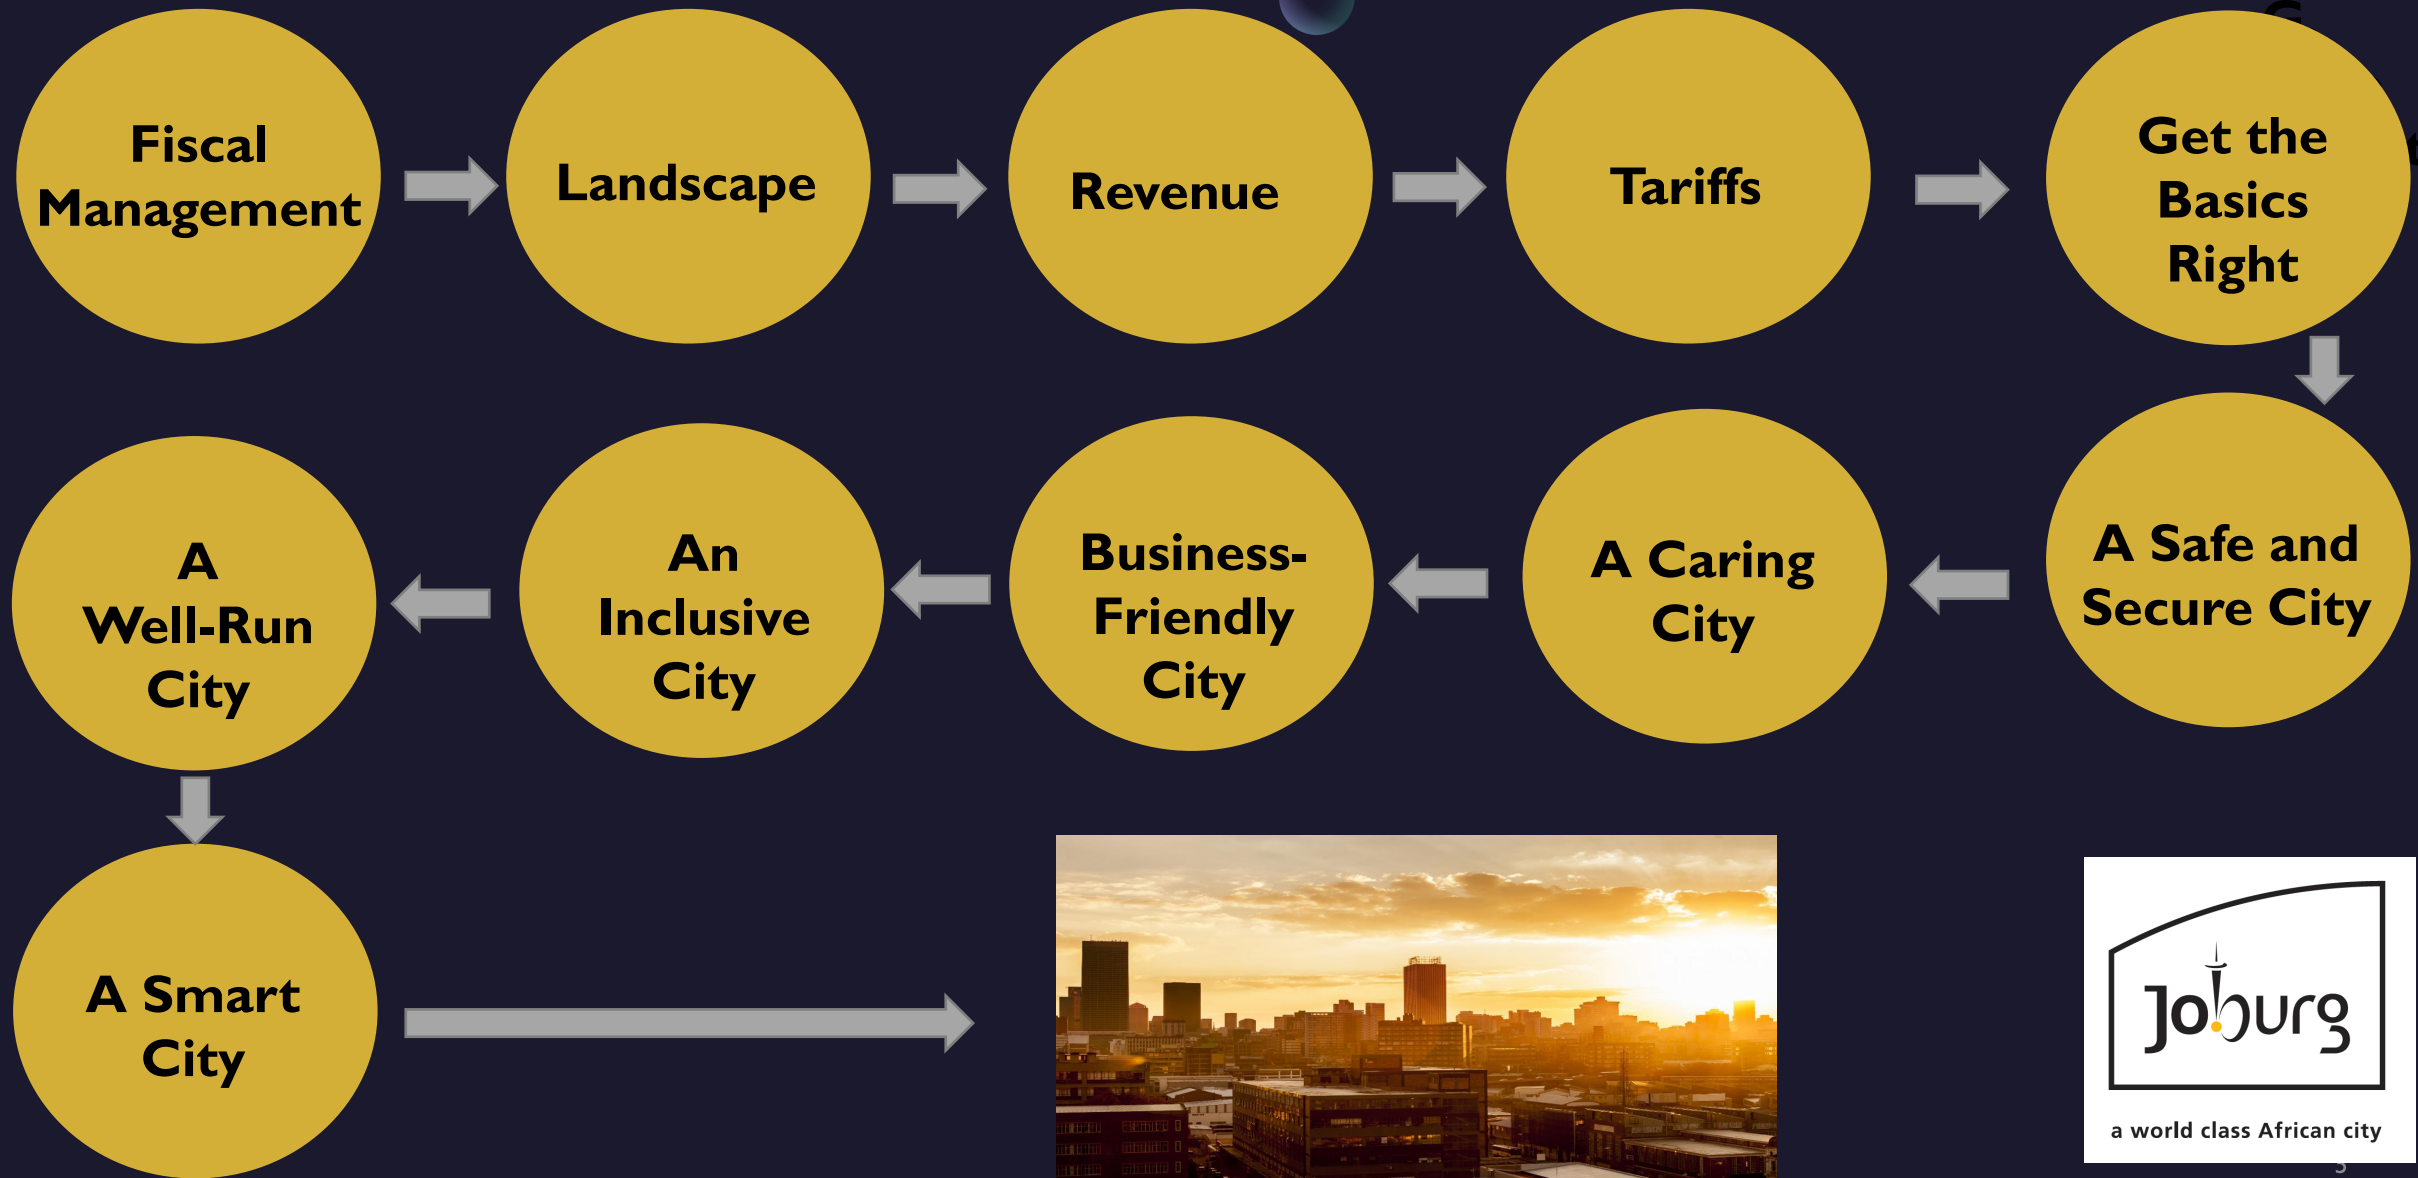 Fiscal
Management
Landscape
Revenue
Tariffs
Get the
Basics
Right
A Safe and
Secure City
A Caring
City
Business-
Friendly
City
An
Inclusive
City
A
Well-Run
City
A Smart
City
Joburg
a world class African city